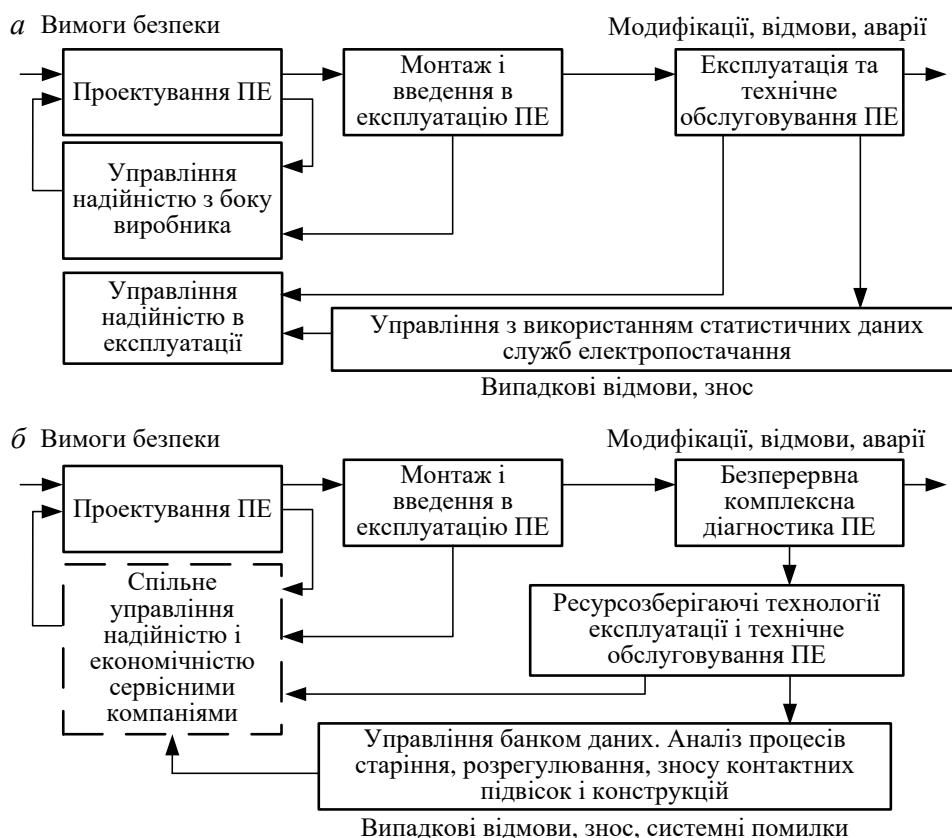 а Вимоги безпеки
Модифікації, відмови, аварії
Проектування ПЕ
Монтаж і
введення в
експлуатацію ПЕ
Експлуатація та
технічне
обслуговування ПЕ
Управління
надійністю з боку
виробника
Управління
надійністю в
експлуатації
Управління з використанням статистичних даних
служб електропостачання
Випадкові відмови, знос
б Вимоги безпеки
Модифікації, відмови, аварії
Проектування ПЕ
Монтаж і
введення в
експлуатацію ПЕ
Безперервна
комплексна
діагностика ПЕ
Спільне
управління
надійністю і
економічністю
сервісними
компаніями
Ресурсозберігаючі технології
експлуатації і технічне
обслуговування ПЕ
Управління банком даних. Аналіз процесів
старіння, розрегулювання, зносу контактних
підвісок і конструкцій
Випадкові відмови, знос, системні помилки